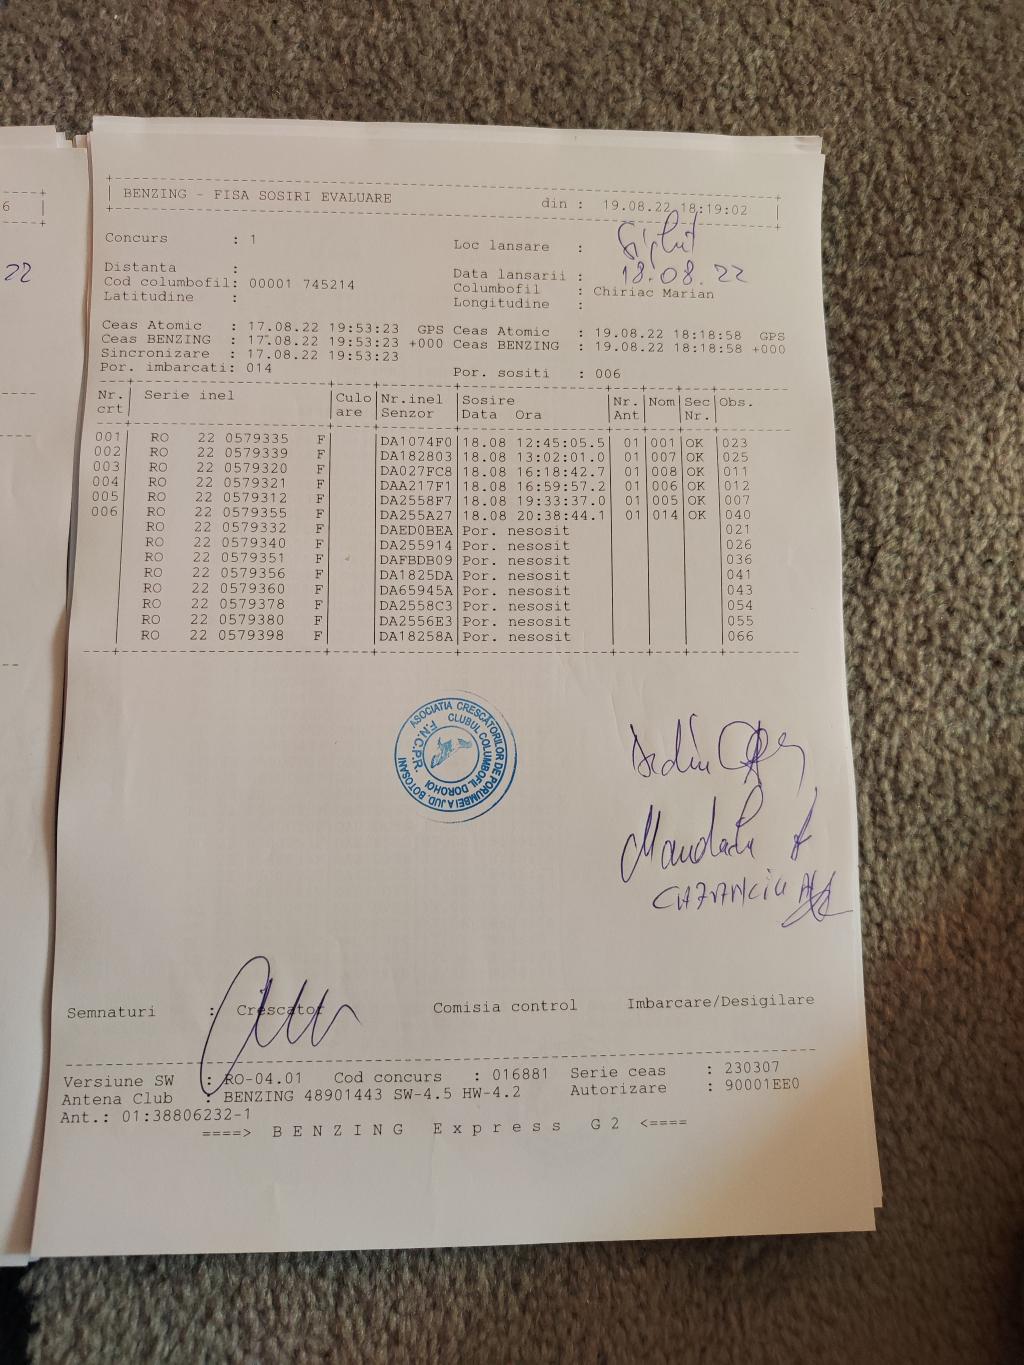 BENZING - FISA SOSIRI EVALUARE din : 19.08.22 18:19:02
6
Concurs : 1 Loc lansare : Sighit
22
Distanta : Data lansarii : 18.08.22
Cod columbofil: 00001 745214 Columbofil : Chiriac Marian
Latitudine : Longitudine :
Ceas Atomic : 17.08.22 19:53:23 GPS Ceas Atomic : 19.08.22 18:18:58 GPS
Ceas BENZING : 17.08.22 19:53:23 +000 Ceas BENZING : 19.08.22 18:18:58 +000
Sincronizare : 17.08.22 19:53:23
Por. imbarcati: 014 Por. sositi : 006
Nr. Serie inel Culo Nr.inel Sosire Nr. Nom Sec Obs.
crt are Senzor Data Ora Ant Nr.
001 RO 22 0579335 F DA1074F0 18.08 12:45:05.5 01 001 OK 023
002 RO 22 0579339 F DA182803 18.08 13:02:01.0 01 007 OK 025
003 RO 22 0579320 F DA027FC8 18.08 16:18:42.7 01 008 OK 011
004 RO 22 0579321 F DAA217F1 18.08 16:59:57.2 01 006 OK 012
005 RO 22 0579312 F DA2558F7 18.08 19:33:37.0 01 005 OK 007
006 RO 22 0579355 F DA255A27 18.08 20:38:44.1 01 014 OK 040
RO 22 0579332 F DAED0BEA Por. nesosit 021
RO 22 0579340 F DA255914 Por. nesosit 026
RO 22 0579351 F DAFBDB09 Por. nesosit 036
RO 22 0579356 F DA1825DA Por. nesosit 041
RO 22 0579360 F DA65945A Por. nesosit 043
RO 22 0579378 F DA2558C3 Por. nesosit 054
RO 22 0579380 F DA2556E3 Por. nesosit 055
RO 22 0579398 F DA18258A Por. nesosit 066
ASOCIATIA CRESCĂTORILOR DE PORUMBEI A JUD. BOTOSANI
CLUBUL COLUMBOFIL DOROHOI
F.N.C.P.R.
Semnaturi : Crescator Comisia control Imbarcare/Desigilare
Versiune SW : RO-04.01 Cod concurs : 016881 Serie ceas : 230307
Antena Club : BENZING 48901443 SW-4.5 HW-4.2 Autorizare : 90001EE0
Ant.: 01:38806232-1
====> BENZING Express G2 <====